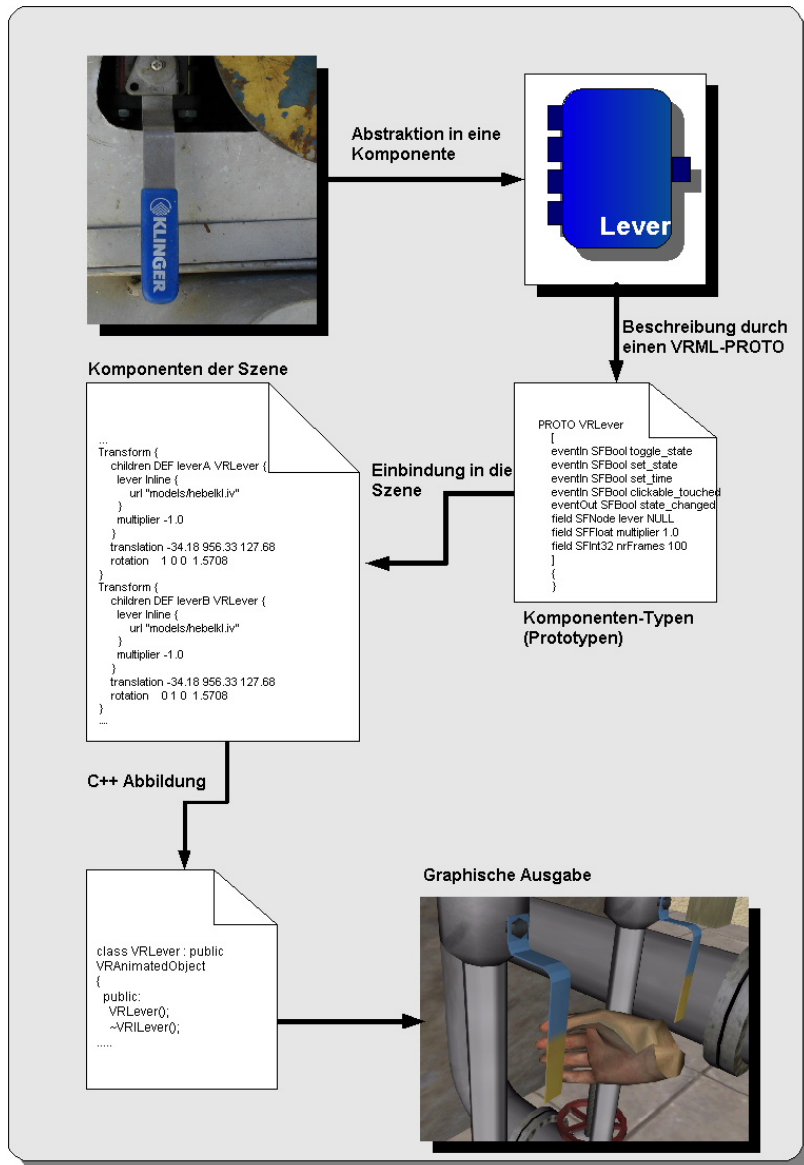 KLINGER
Abstraktion in eine
Komponente
Lever
Beschreibung durch
einen VRML-PROTO
PROTO VRLever
[
eventIn SFBool toggle_state
eventIn SFBool set_state
eventIn SFBool set_time
eventIn SFBool clickable_touched
eventOut SFBool state_changed
field SFNode lever NULL
field SFFloat multiplier 1.0
field SFInt32 nrFrames 100
]
{
}
Komponenten-Typen
(Prototypen)
Einbindung in die
Szene
Komponenten der Szene
...
Transform {
children DEF leverA VRLever {
lever Inline {
url "models/hebelkl.iv"
}
multiplier -1.0
}
translation -34.18 956.33 127.68
rotation 1 0 0 1.5708
}
Transform {
children DEF leverB VRLever {
lever Inline {
url "models/hebelkl.iv"
}
multiplier -1.0
}
translation -34.18 956.33 127.68
rotation 0 1 0 1.5708
}
....
C++ Abbildung
class VRLever : public
VRAnimatedObject
{
public:
VRLever();
~VRILever();
.....
Graphische Ausgabe